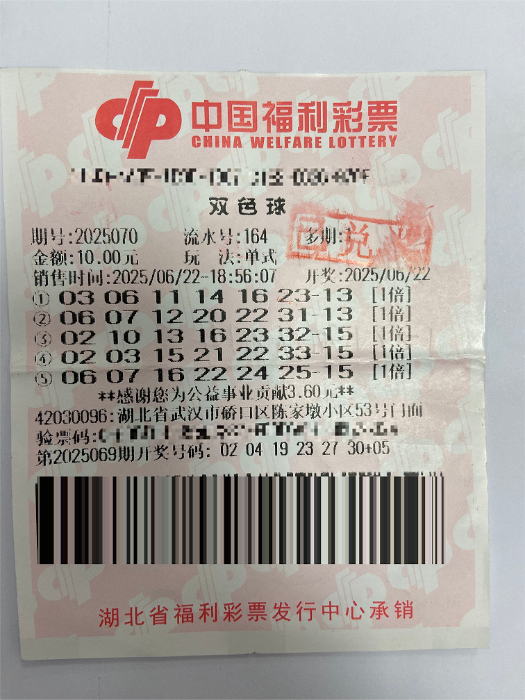 中国福利彩票
CHINA WELFARE LOTTERY
双色球
期号:2025070 流水号:164 多期:1
金额:10.00元 玩 法:单式
已兑
销售时间:2025/06/22-18:56:07 开奖:2025/06/22
① 03 06 11 14 16 23-13 [1倍]
② 06 07 12 20 22 31-13 [1倍]
③ 02 10 13 16 23 32-15 [1倍]
④ 02 03 15 21 22 33-15 [1倍]
⑤ 06 07 16 22 24 25-15 [1倍]
**感谢您为公益事业贡献3.60元**
42030096:湖北省武汉市硚口区陈家墩小区53号门面
验票码:
第2025069期开奖号码: 02 04 19 23 27 30+05
湖北省福利彩票发行中心承销